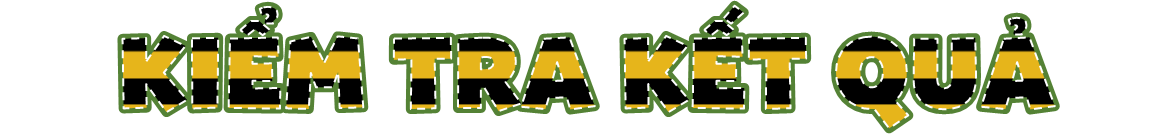 KIỂM TRA KẾT QUẢ